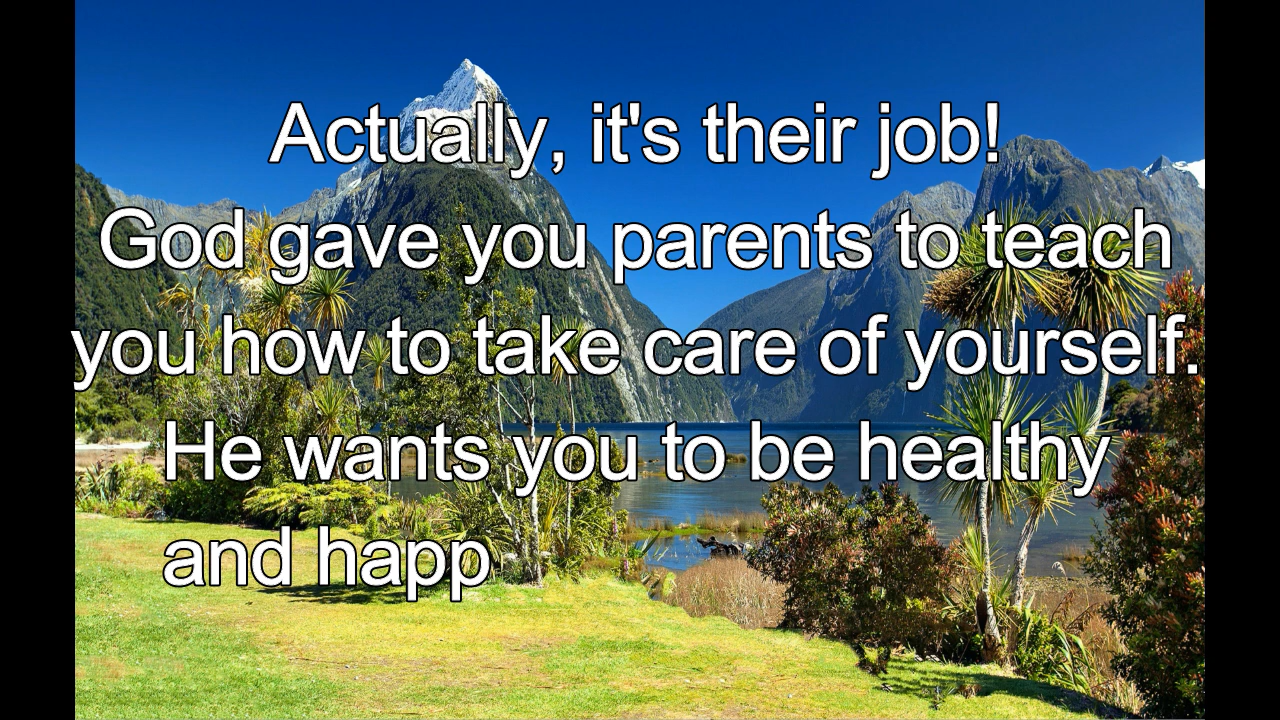 Actually, it's their job!
God gave you parents to teach
you how to take care of yourself.
He wants you to be healthy
and happ